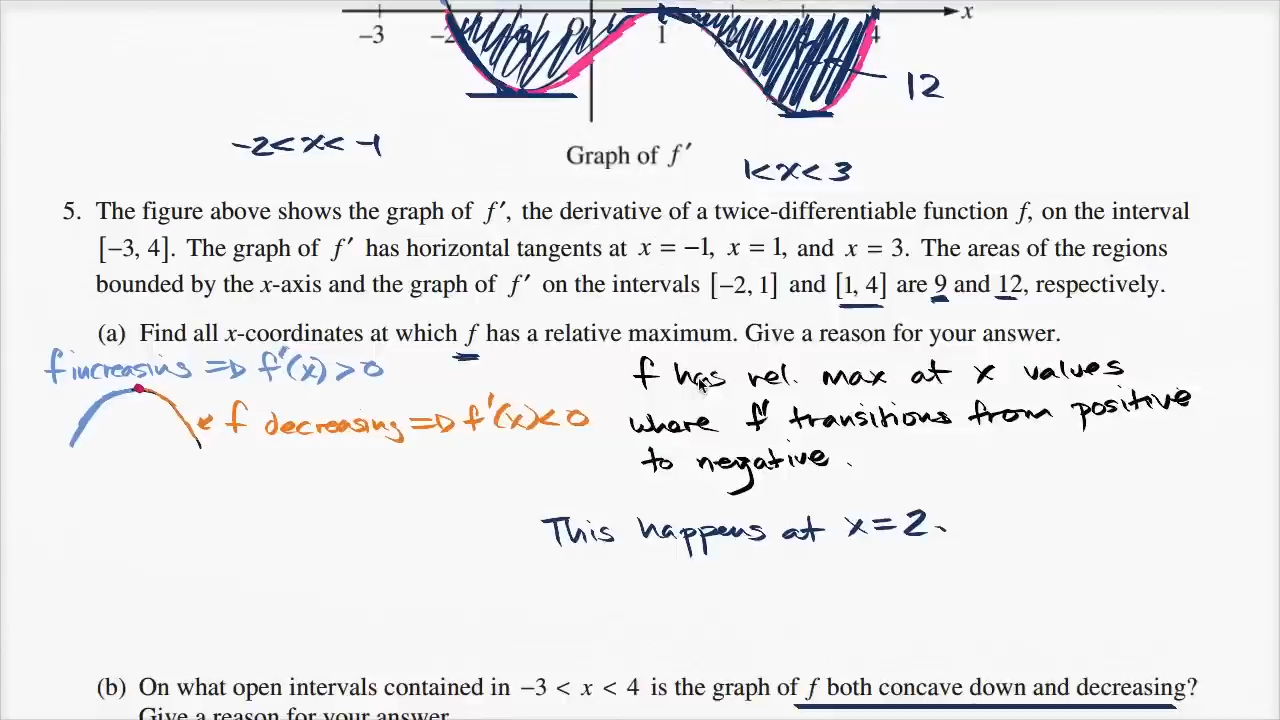 -3 -2 O 1 4 x
12
-2 < x < -1
Graph of f′
1 < x < 3
5. The figure above shows the graph of f′, the derivative of a twice-differentiable function f, on the interval
[−3, 4]. The graph of f′ has horizontal tangents at x = −1, x = 1, and x = 3. The areas of the regions
bounded by the x-axis and the graph of f′ on the intervals [−2, 1] and [1, 4] are 9 and 12, respectively.
(a) Find all x-coordinates at which f has a relative maximum. Give a reason for your answer.
f increasing ⇒ f'(x) > 0
f decreasing ⇒ f'(x) < 0
f has rel. max at x values
where f' transitions from positive
to negative.
This happens at x = 2.
(b) On what open intervals contained in −3 < x < 4 is the graph of f both concave down and decreasing?
Give a reason for your answer.